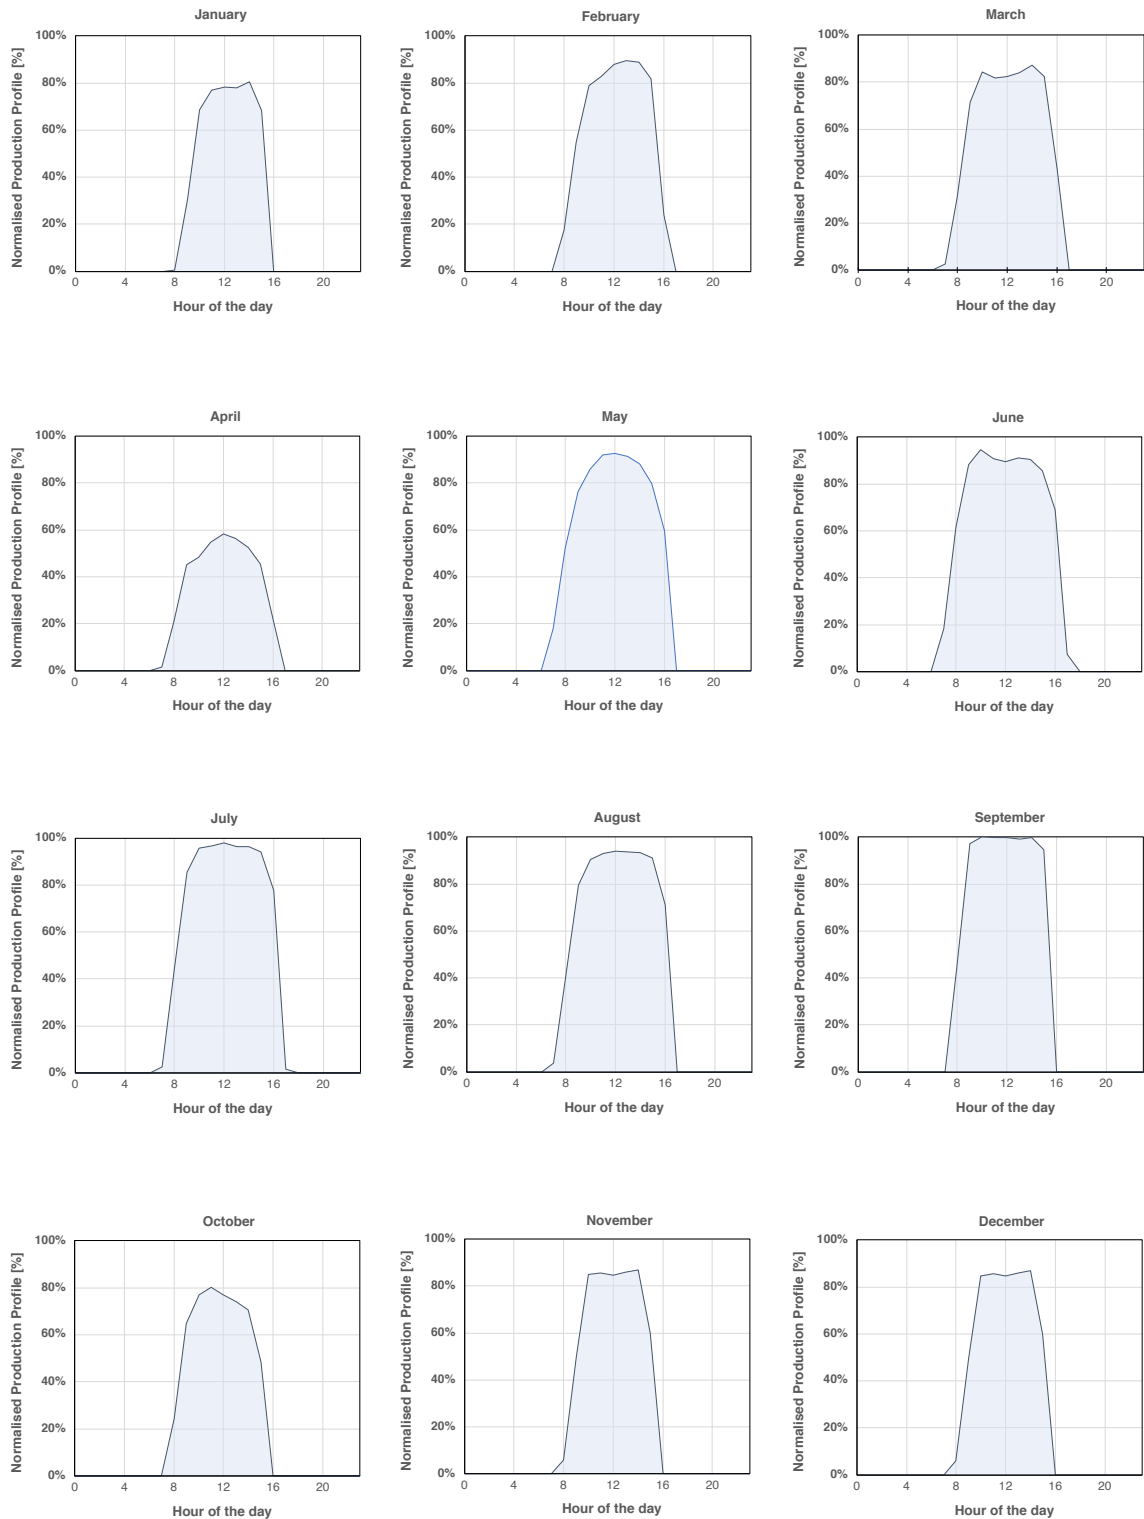 January
Normalised Production Profile [%]
100%
80%
60%
40%
20%
0%
0 4 8 12 16 20
Hour of the day
February
Normalised Production Profile [%]
100%
80%
60%
40%
20%
0%
0 4 8 12 16 20
Hour of the day
March
Normalised Production Profile [%]
100%
80%
60%
40%
20%
0%
0 4 8 12 16 20
Hour of the day
April
Normalised Production Profile [%]
100%
80%
60%
40%
20%
0%
0 4 8 12 16 20
Hour of the day
May
Normalised Production Profile [%]
100%
80%
60%
40%
20%
0%
0 4 8 12 16 20
Hour of the day
June
Normalised Production Profile [%]
100%
80%
60%
40%
20%
0%
0 4 8 12 16 20
Hour of the day
July
Normalised Production Profile [%]
100%
80%
60%
40%
20%
0%
0 4 8 12 16 20
Hour of the day
August
Normalised Production Profile [%]
100%
80%
60%
40%
20%
0%
0 4 8 12 16 20
Hour of the day
September
Normalised Production Profile [%]
100%
80%
60%
40%
20%
0%
0 4 8 12 16 20
Hour of the day
October
Normalised Production Profile [%]
100%
80%
60%
40%
20%
0%
0 4 8 12 16 20
Hour of the day
November
Normalised Production Profile [%]
100%
80%
60%
40%
20%
0%
0 4 8 12 16 20
Hour of the day
December
Normalised Production Profile [%]
100%
80%
60%
40%
20%
0%
0 4 8 12 16 20
Hour of the day